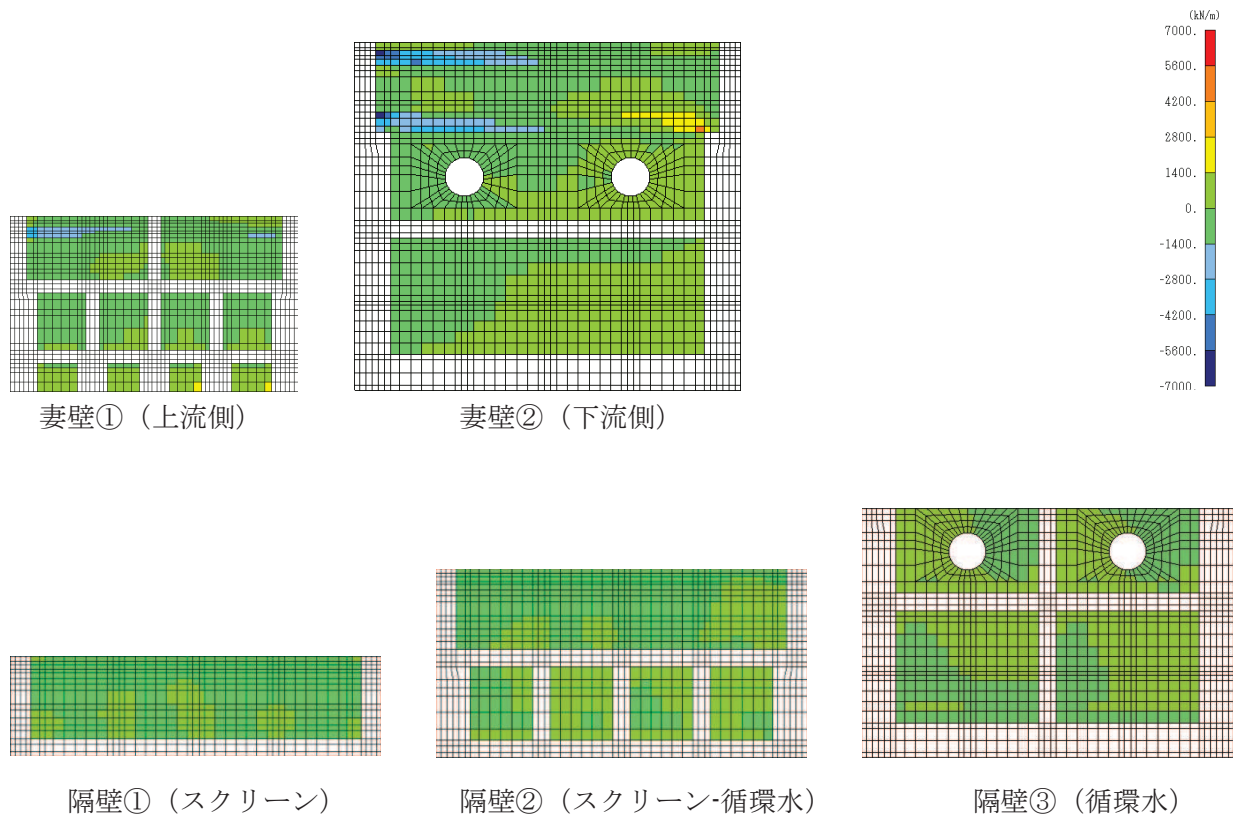 (kN/m)
7000.
5600.
4200.
2800.
1400.
0.
-1400.
-2800.
-4200.
-5600.
-7000.
妻壁①（上流側）
妻壁②（下流側）
隔壁①（スクリーン）
隔壁②（スクリーン-循環水）
隔壁③（循環水）